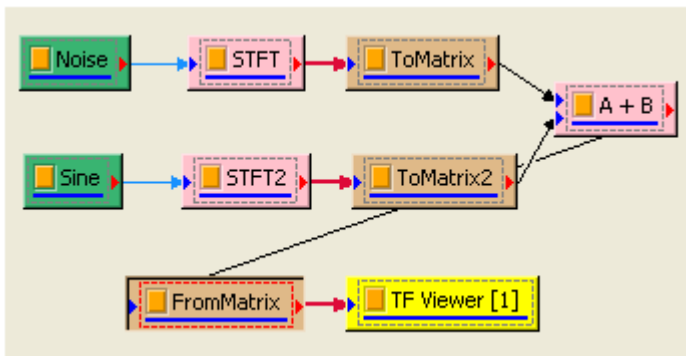 Noise
STFT
ToMatrix
A + B
Sine
STFT2
ToMatrix2
FromMatrix
TF Viewer [1]